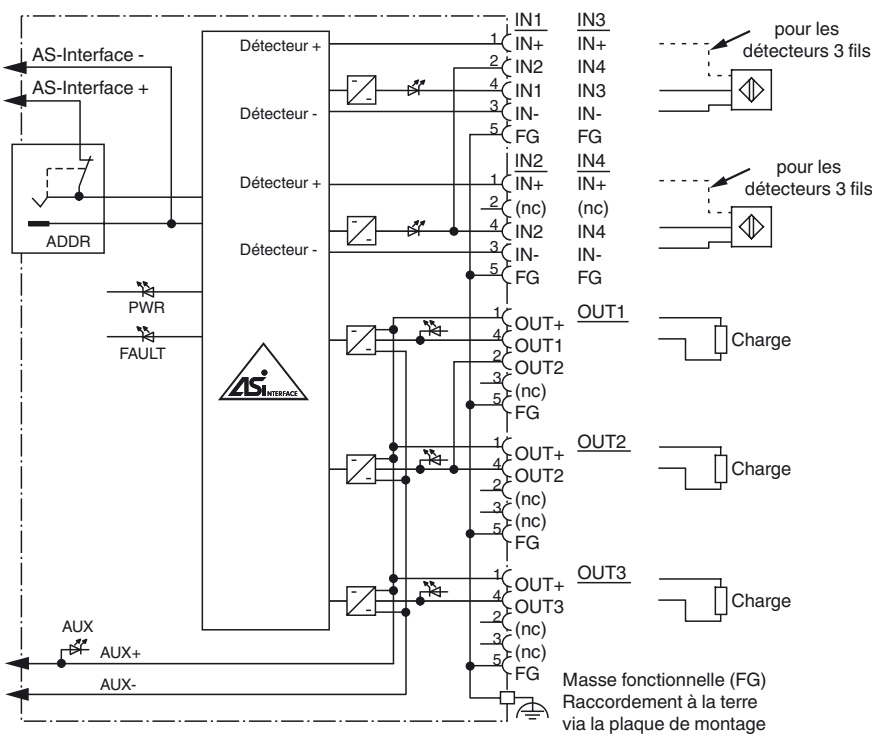 AS-Interface -
AS-Interface +
ADDR
PWR
FAULT
Détecteur +
Détecteur -
Détecteur +
Détecteur -
ASi INTERFACE
AUX
AUX+
AUX-
IN1 IN3
1 IN+ IN+
2 IN2 IN4
4 IN1 IN3
3 IN- IN-
5 FG FG
IN2 IN4
1 IN+ IN+
2 (nc) (nc)
4 IN2 IN4
3 IN- IN-
5 FG FG
pour les
détecteurs 3 fils
pour les
détecteurs 3 fils
OUT1
1 OUT+
4 OUT1
2 OUT2
3 (nc)
5 FG
Charge
OUT2
1 OUT+
4 OUT2
2 (nc)
3 (nc)
5 FG
Charge
OUT3
1 OUT+
4 OUT3
2 (nc)
3 (nc)
5 FG
Charge
Masse fonctionnelle (FG)
Raccordement à la terre
via la plaque de montage